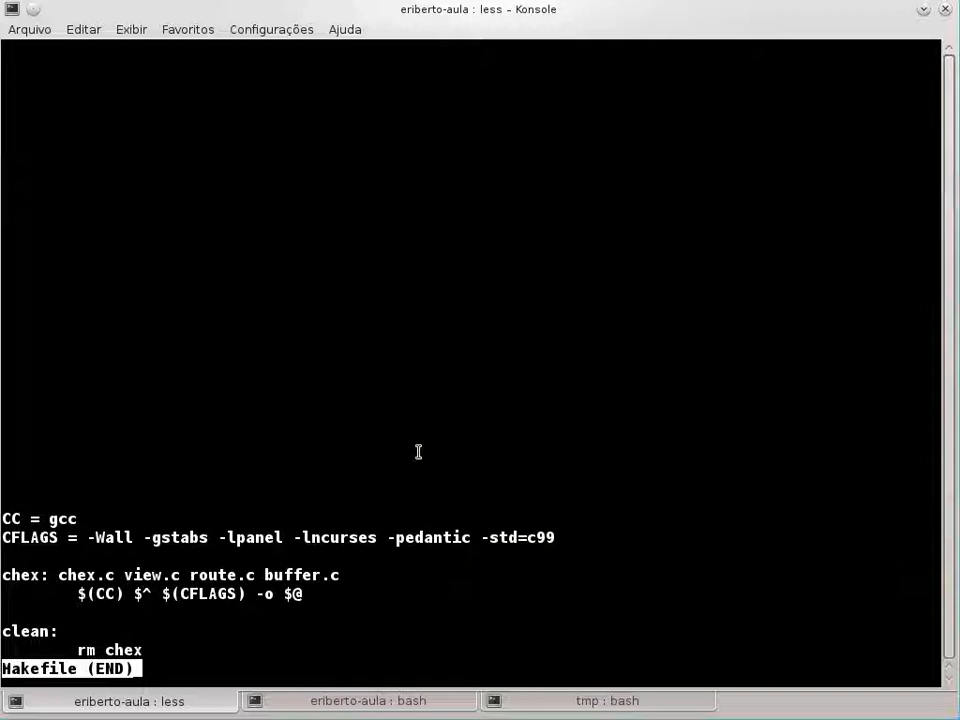 eriberto-aula : less – Konsole
Arquivo Editar Exibir Favoritos Configurações Ajuda
CC = gcc
CFLAGS = -Wall -gstabs -lpanel -lncurses -pedantic -std=c99
chex: chex.c view.c route.c buffer.c
$(CC) $^ $(CFLAGS) -o $@
clean:
rm chex
Makefile (END)
eriberto-aula : less eriberto-aula : bash tmp : bash